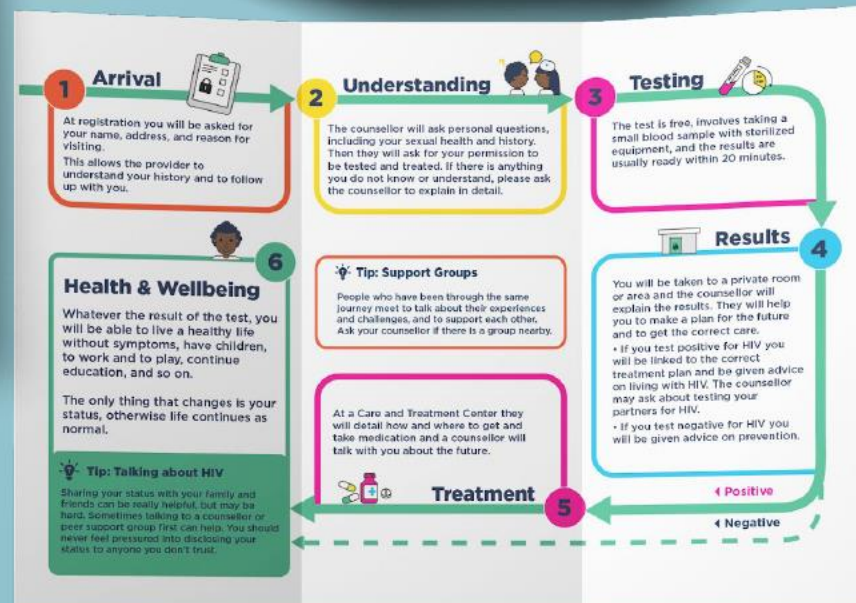 1
Arrival
At registration you will be asked for
your name, address, and reason for
visiting.
This allows the provider to
understand your history and to follow
up with you.
2
Understanding
The counsellor will ask personal questions,
including your sexual health and history.
Then they will ask for your permission to
be tested and treated. If there is anything
you do not know or understand, please ask
the counsellor to explain in detail.
3
Testing
The test is free, involves taking a
small blood sample with sterilized
equipment, and the results are
usually ready within 20 minutes.
4
Results
You will be taken to a private room
or area and the counsellor will
explain the results. They will help
you to make a plan for the future
and to get the correct care.
• If you test positive for HIV you
will be linked to the correct
treatment plan and be given advice
on living with HIV. The counsellor
may ask about testing your
partners for HIV.
• If you test negative for HIV you
will be given advice on prevention.
Positive
Negative
Tip: Support Groups
People who have been through the same
journey meet to talk about their experiences
and challenges, and to support each other.
Ask your counsellor if there is a group nearby.
5
Treatment
At a Care and Treatment Center they
will detail how and where to get and
take medication and a counsellor will
talk with you about the future.
6
Health & Wellbeing
Whatever the result of the test, you
will be able to live a healthy life
without symptoms, have children,
to work and to play, continue
education, and so on.
The only thing that changes is your
status, otherwise life continues as
normal.
Tip: Talking about HIV
Sharing your status with your family and
friends can be really helpful, but may be
hard. Sometimes talking to a counsellor or
peer support group first can help. You should
never feel pressured into disclosing your
status to anyone you don't trust.